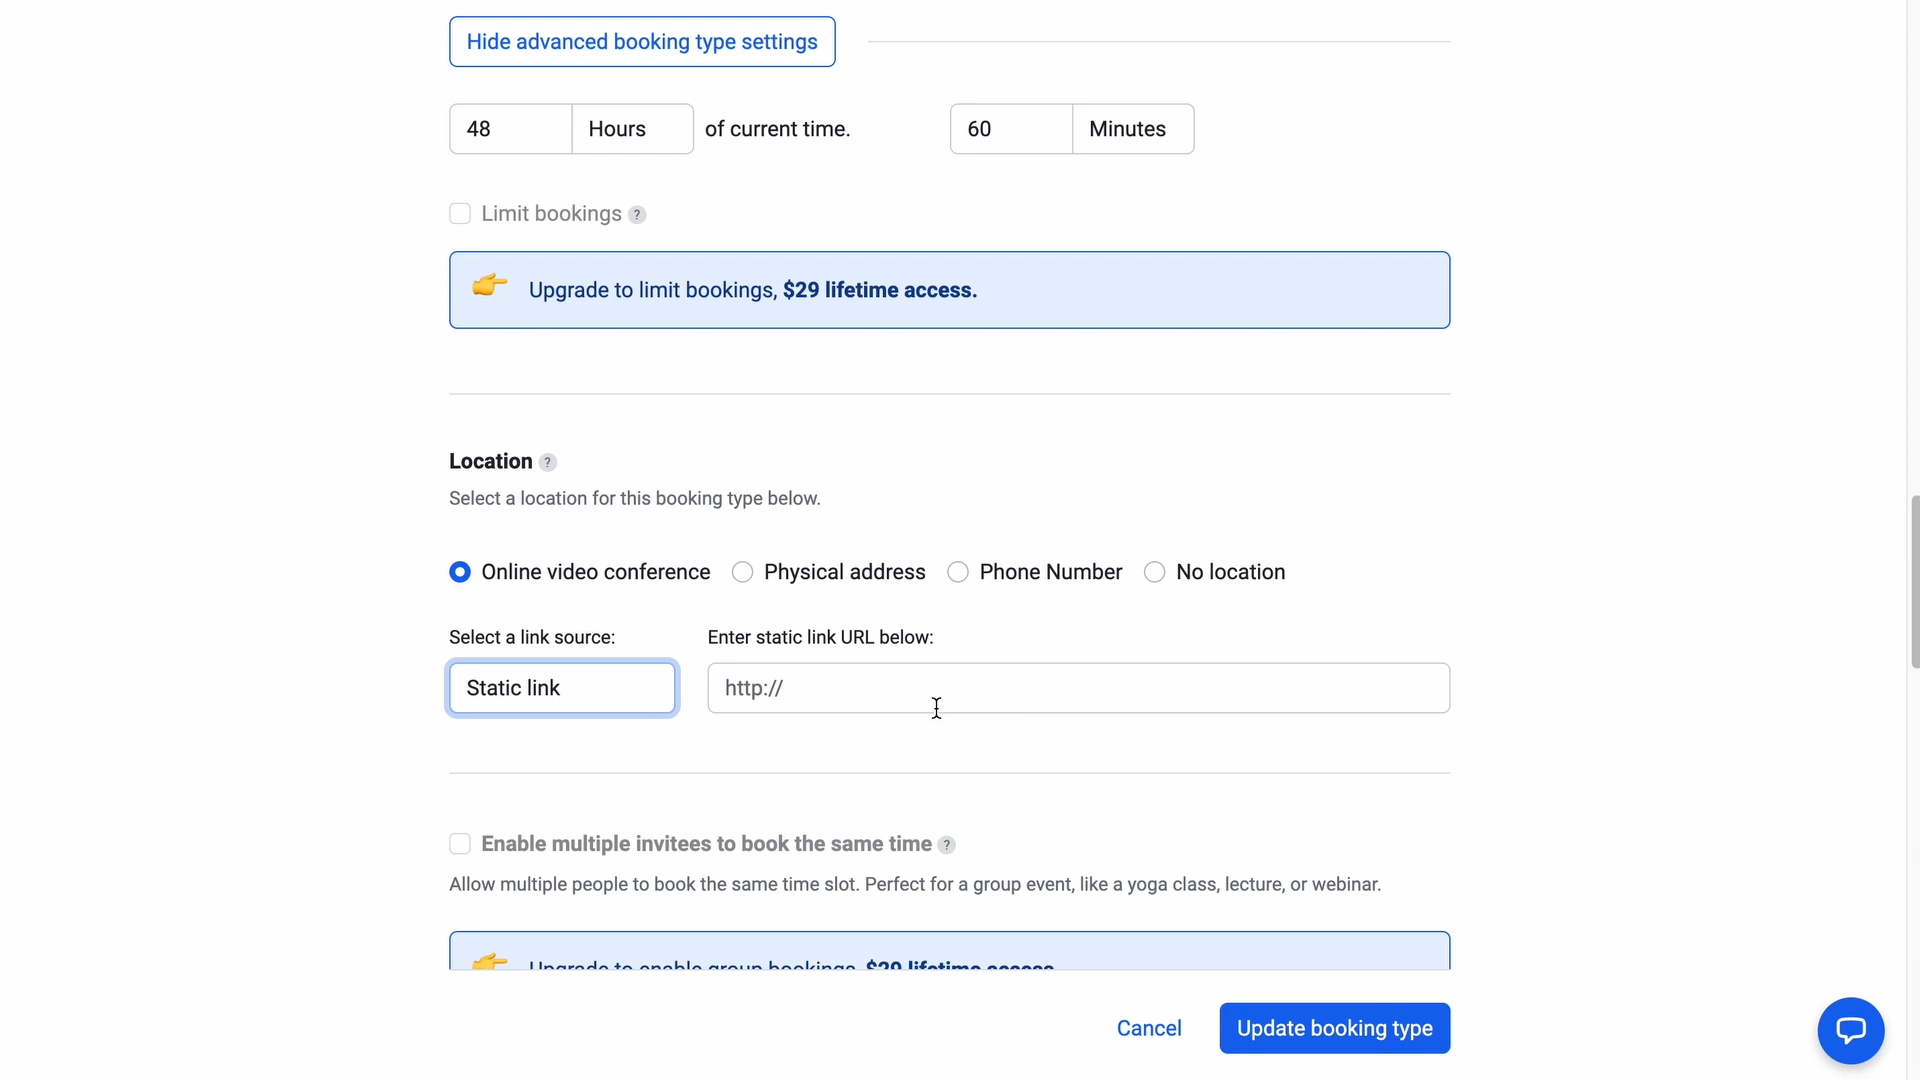 Hide advanced booking type settings
48 Hours of current time. 60 Minutes
Limit bookings ?
Upgrade to limit bookings, $29 lifetime access.
Location ?
Select a location for this booking type below.
Online video conference Physical address Phone Number No location
Select a link source: Enter static link URL below:
Static link http://
Enable multiple invitees to book the same time ?
Allow multiple people to book the same time slot. Perfect for a group event, like a yoga class, lecture, or webinar.
Upgrade to enable group bookings, $29 lifetime access.
Cancel Update booking type